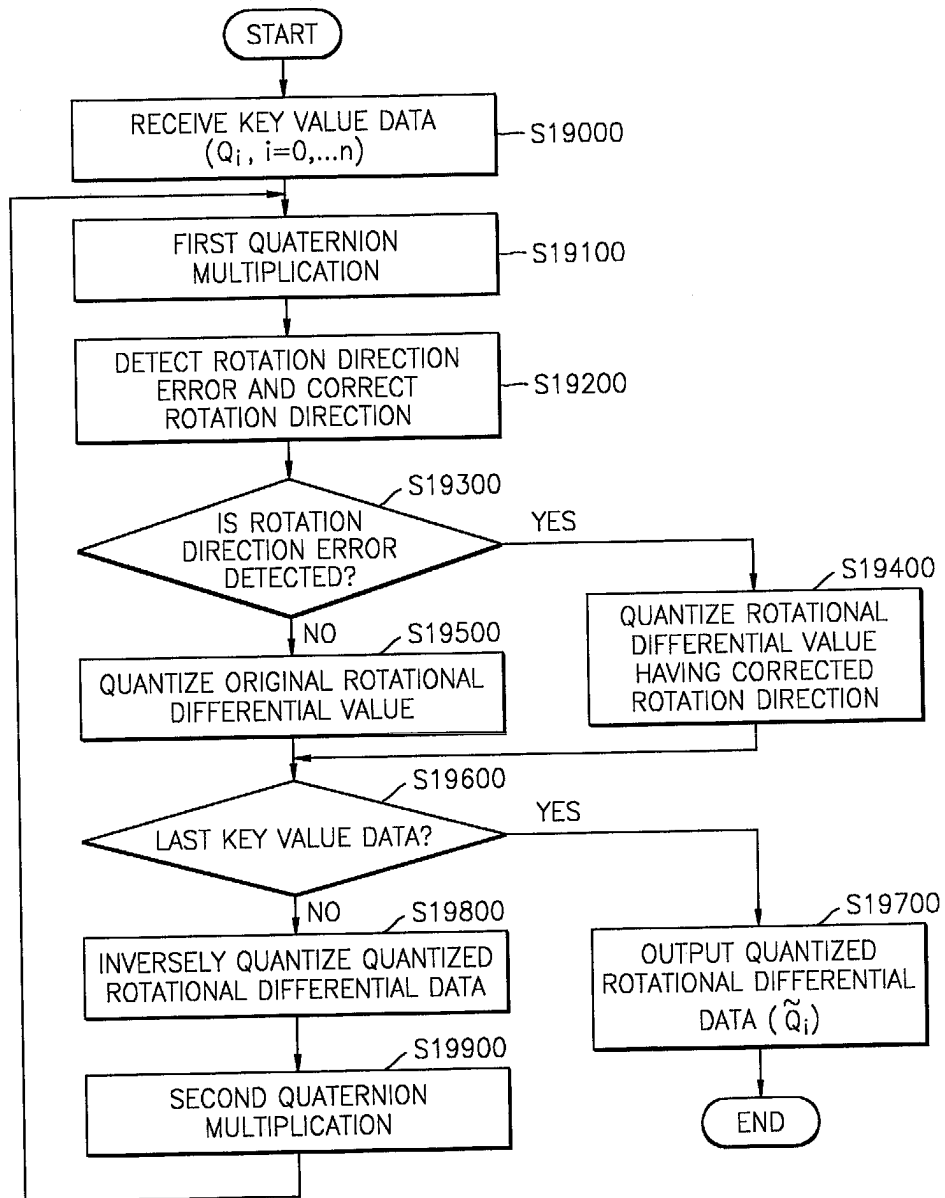 START
RECEIVE KEY VALUE DATA
(Qi, i=0,...n)
S19000
FIRST QUATERNION
MULTIPLICATION
S19100
DETECT ROTATION DIRECTION
ERROR AND CORRECT
ROTATION DIRECTION
S19200
S19300
IS ROTATION
DIRECTION ERROR
DETECTED?
YES
NO
S19400
QUANTIZE ROTATIONAL
DIFFERENTIAL VALUE
HAVING CORRECTED
ROTATION DIRECTION
S19500
QUANTIZE ORIGINAL ROTATIONAL
DIFFERENTIAL VALUE
S19600
LAST KEY VALUE DATA?
YES
NO
S19700
OUTPUT QUANTIZED
ROTATIONAL DIFFERENTIAL
DATA (Q̃i)
END
S19800
INVERSELY QUANTIZE QUANTIZED
ROTATIONAL DIFFERENTIAL DATA
S19900
SECOND QUATERNION
MULTIPLICATION